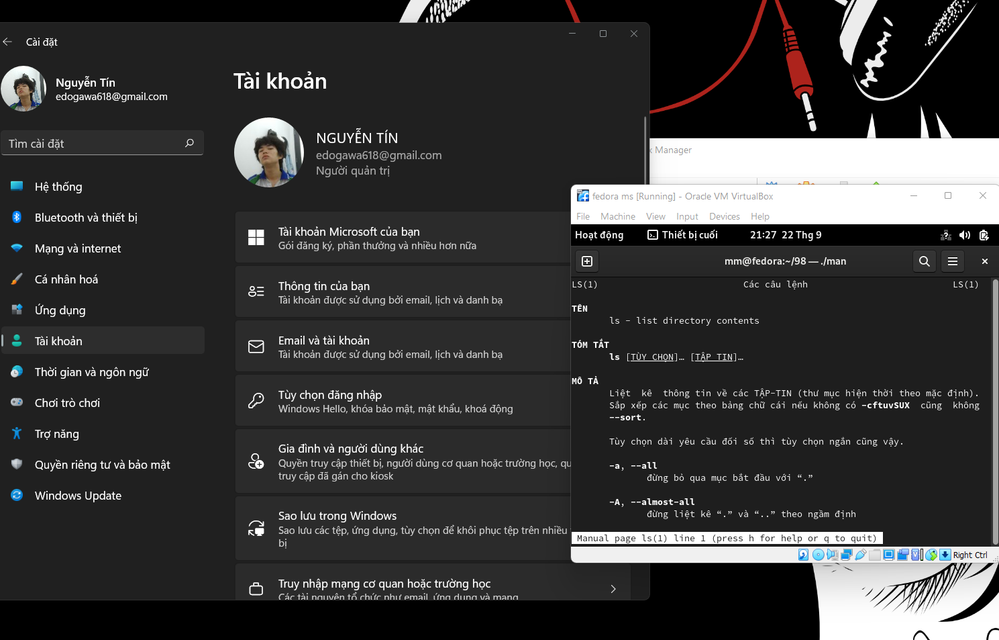 Cài đặt
Nguyễn Tín
edogawa618@gmail.com
Tìm cài đặt
Hệ thống
Bluetooth và thiết bị
Mạng và internet
Cá nhân hoá
Ứng dụng
Tài khoản
Thời gian và ngôn ngữ
Chơi trò chơi
Trợ năng
Quyền riêng tư và bảo mật
Windows Update
Tài khoản
NGUYỄN TÍN
edogawa618@gmail.com
Người quản trị
Tài khoản Microsoft của bạn
Gói đăng ký, phần thưởng và nhiều hơn nữa
Thông tin của bạn
Tài khoản được sử dụng bởi email, lịch và danh bạ
Email và tài khoản
Tài khoản được sử dụng bởi email, lịch và danh bạ
Tùy chọn đăng nhập
Windows Hello, khóa bảo mật, mật khẩu, khoá động
Gia đình và người dùng khác
Quyền truy cập thiết bị, người dùng cơ quan hoặc trường học,
truy cập đã gán cho kiosk
Sao lưu trong Windows
Sao lưu các tệp, ứng dụng, tùy chọn để khôi phục tệp trên nhiều
bị
Truy nhập mạng cơ quan hoặc trường học
Các tài nguyên tổ chức như email, ứng dụng và mạng
Manager
fedora ms [Running] - Oracle VM VirtualBox
File Machine View Input Devices Help
Hoạt động Thiết bị cuối 21:27 22 Thg 9
mm@fedora:~/98 — ./man
LS(1) Các câu lệnh LS(1)
TÊN
ls - list directory contents
TÓM TẮT
ls [TÙY CHỌN]… [TẬP TIN]…
MÔ TẢ
Liệt kê thông tin về các TẬP-TIN (thư mục hiện thời theo mặc định).
Sắp xếp các mục theo bảng chữ cái nếu không có -cftuvSUX cũng không
--sort.
Tùy chọn dài yêu cầu đối số thì tùy chọn ngắn cũng vậy.
-a, --all
đừng bỏ qua mục bắt đầu với “.”
-A, --almost-all
đừng liệt kê “.” và “..” theo ngầm định
Manual page ls(1) line 1 (press h for help or q to quit)
Right Ctrl